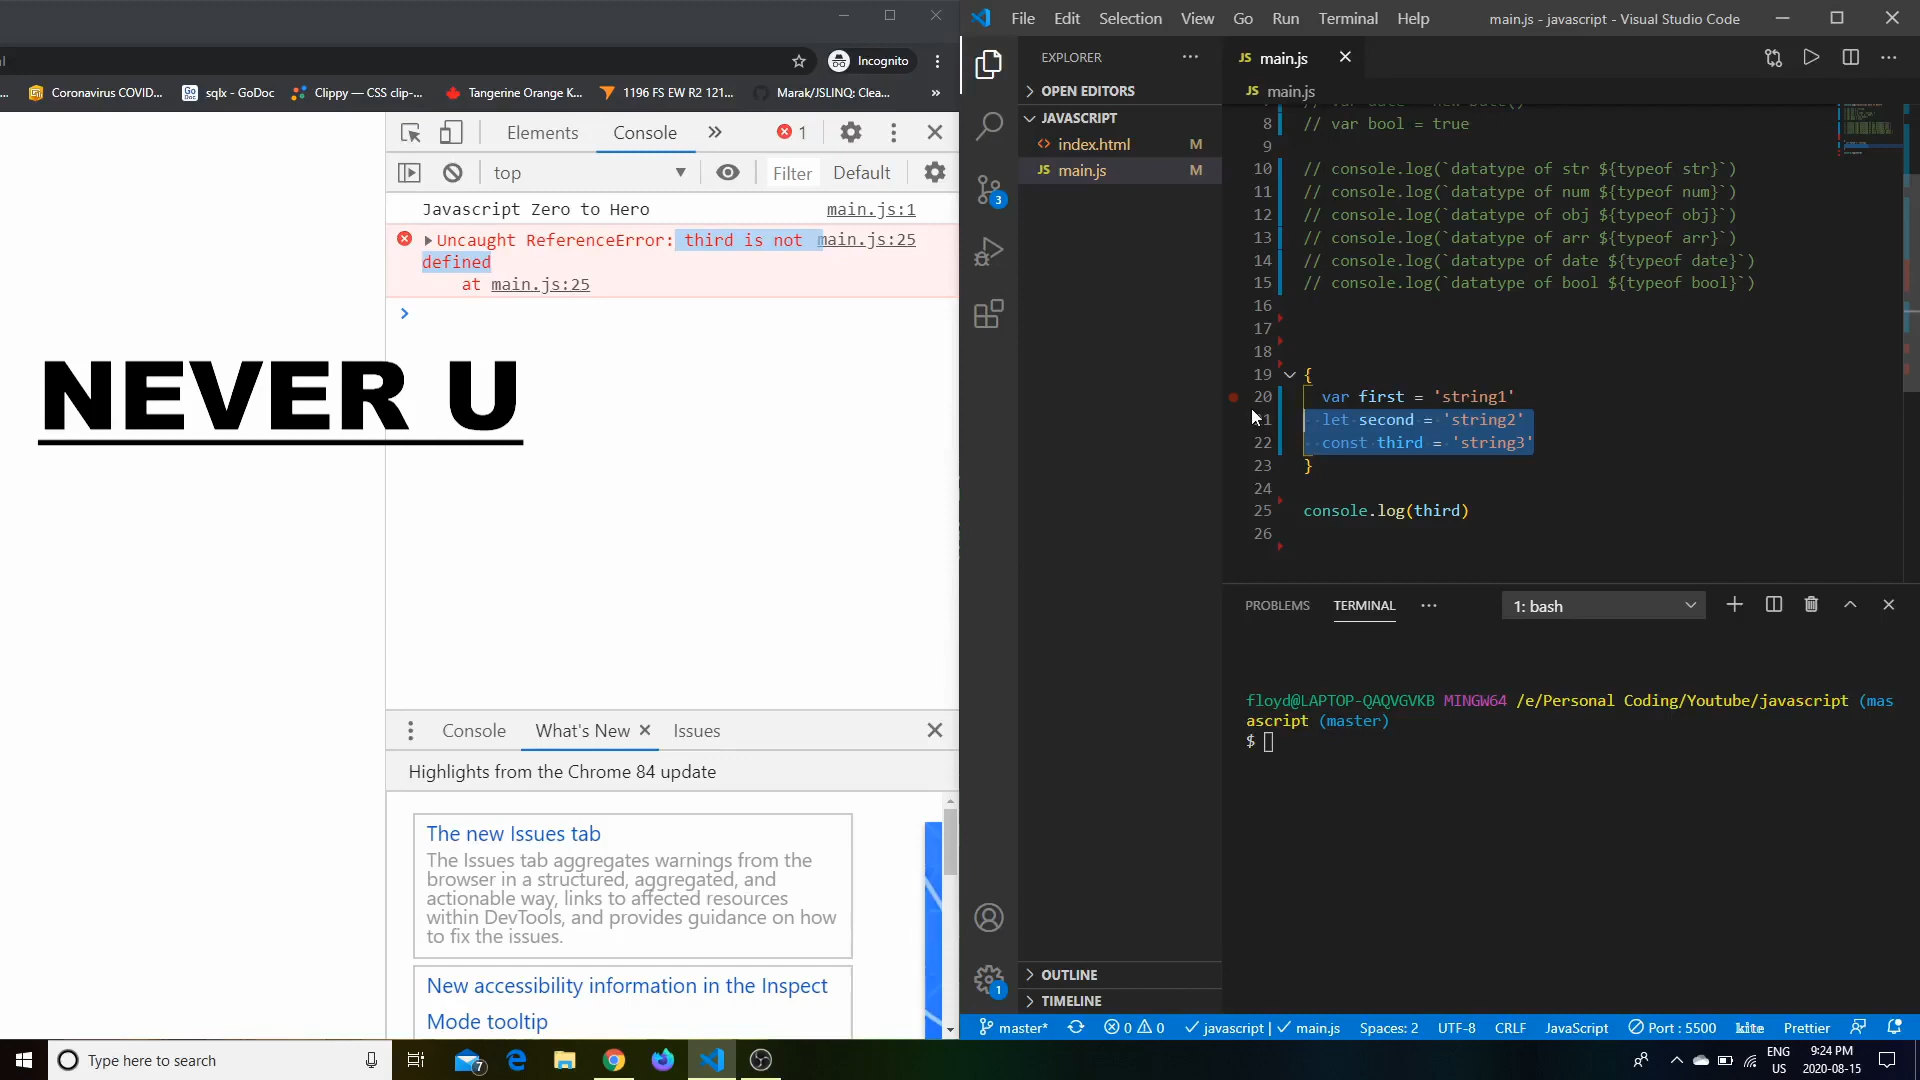 Incognito
Coronavirus COVID...
sqlx - GoDoc
Clippy — CSS clip-...
Tangerine Orange K...
1196 FS EW R2 121...
Marak/JSLINQ: Clea...
»
Elements
Console
»
1
top
Filter
Default
Javascript Zero to Hero
main.js:1
Uncaught ReferenceError: third is not
main.js:25
defined
at main.js:25
NEVER U
Console
What's New
Issues
Highlights from the Chrome 84 update
The new Issues tab
The Issues tab aggregates warnings from the
browser in a structured, aggregated, and
actionable way, links to affected resources
within DevTools, and provides guidance on how
to fix the issues.
New accessibility information in the Inspect
Mode tooltip
File
Edit
Selection
View
Go
Run
Terminal
Help
main.js - javascript - Visual Studio Code
EXPLORER
OPEN EDITORS
JAVASCRIPT
index.html
M
JS main.js
M
3
1
OUTLINE
TIMELINE
JS main.js
JS main.js
8 // var bool = true
9
10 // console.log(`datatype of str ${typeof str}`)
11 // console.log(`datatype of num ${typeof num}`)
12 // console.log(`datatype of obj ${typeof obj}`)
13 // console.log(`datatype of arr ${typeof arr}`)
14 // console.log(`datatype of date ${typeof date}`)
15 // console.log(`datatype of bool ${typeof bool}`)
16
17
18
19 {
20 var first = 'string1'
21 let second = 'string2'
22 const third = 'string3'
23 }
24
25 console.log(third)
26
PROBLEMS
TERMINAL
1: bash
floyd@LAPTOP-QAQVGVKB MINGW64 /e/Personal Coding/Youtube/javascript (mas
ascript (master)
$
master*
0
0
javascript |
main.js
Spaces: 2
UTF-8
CRLF
JavaScript
Port : 5500
kite
Prettier
Type here to search
7
ENG
US
9:24 PM
2020-08-15